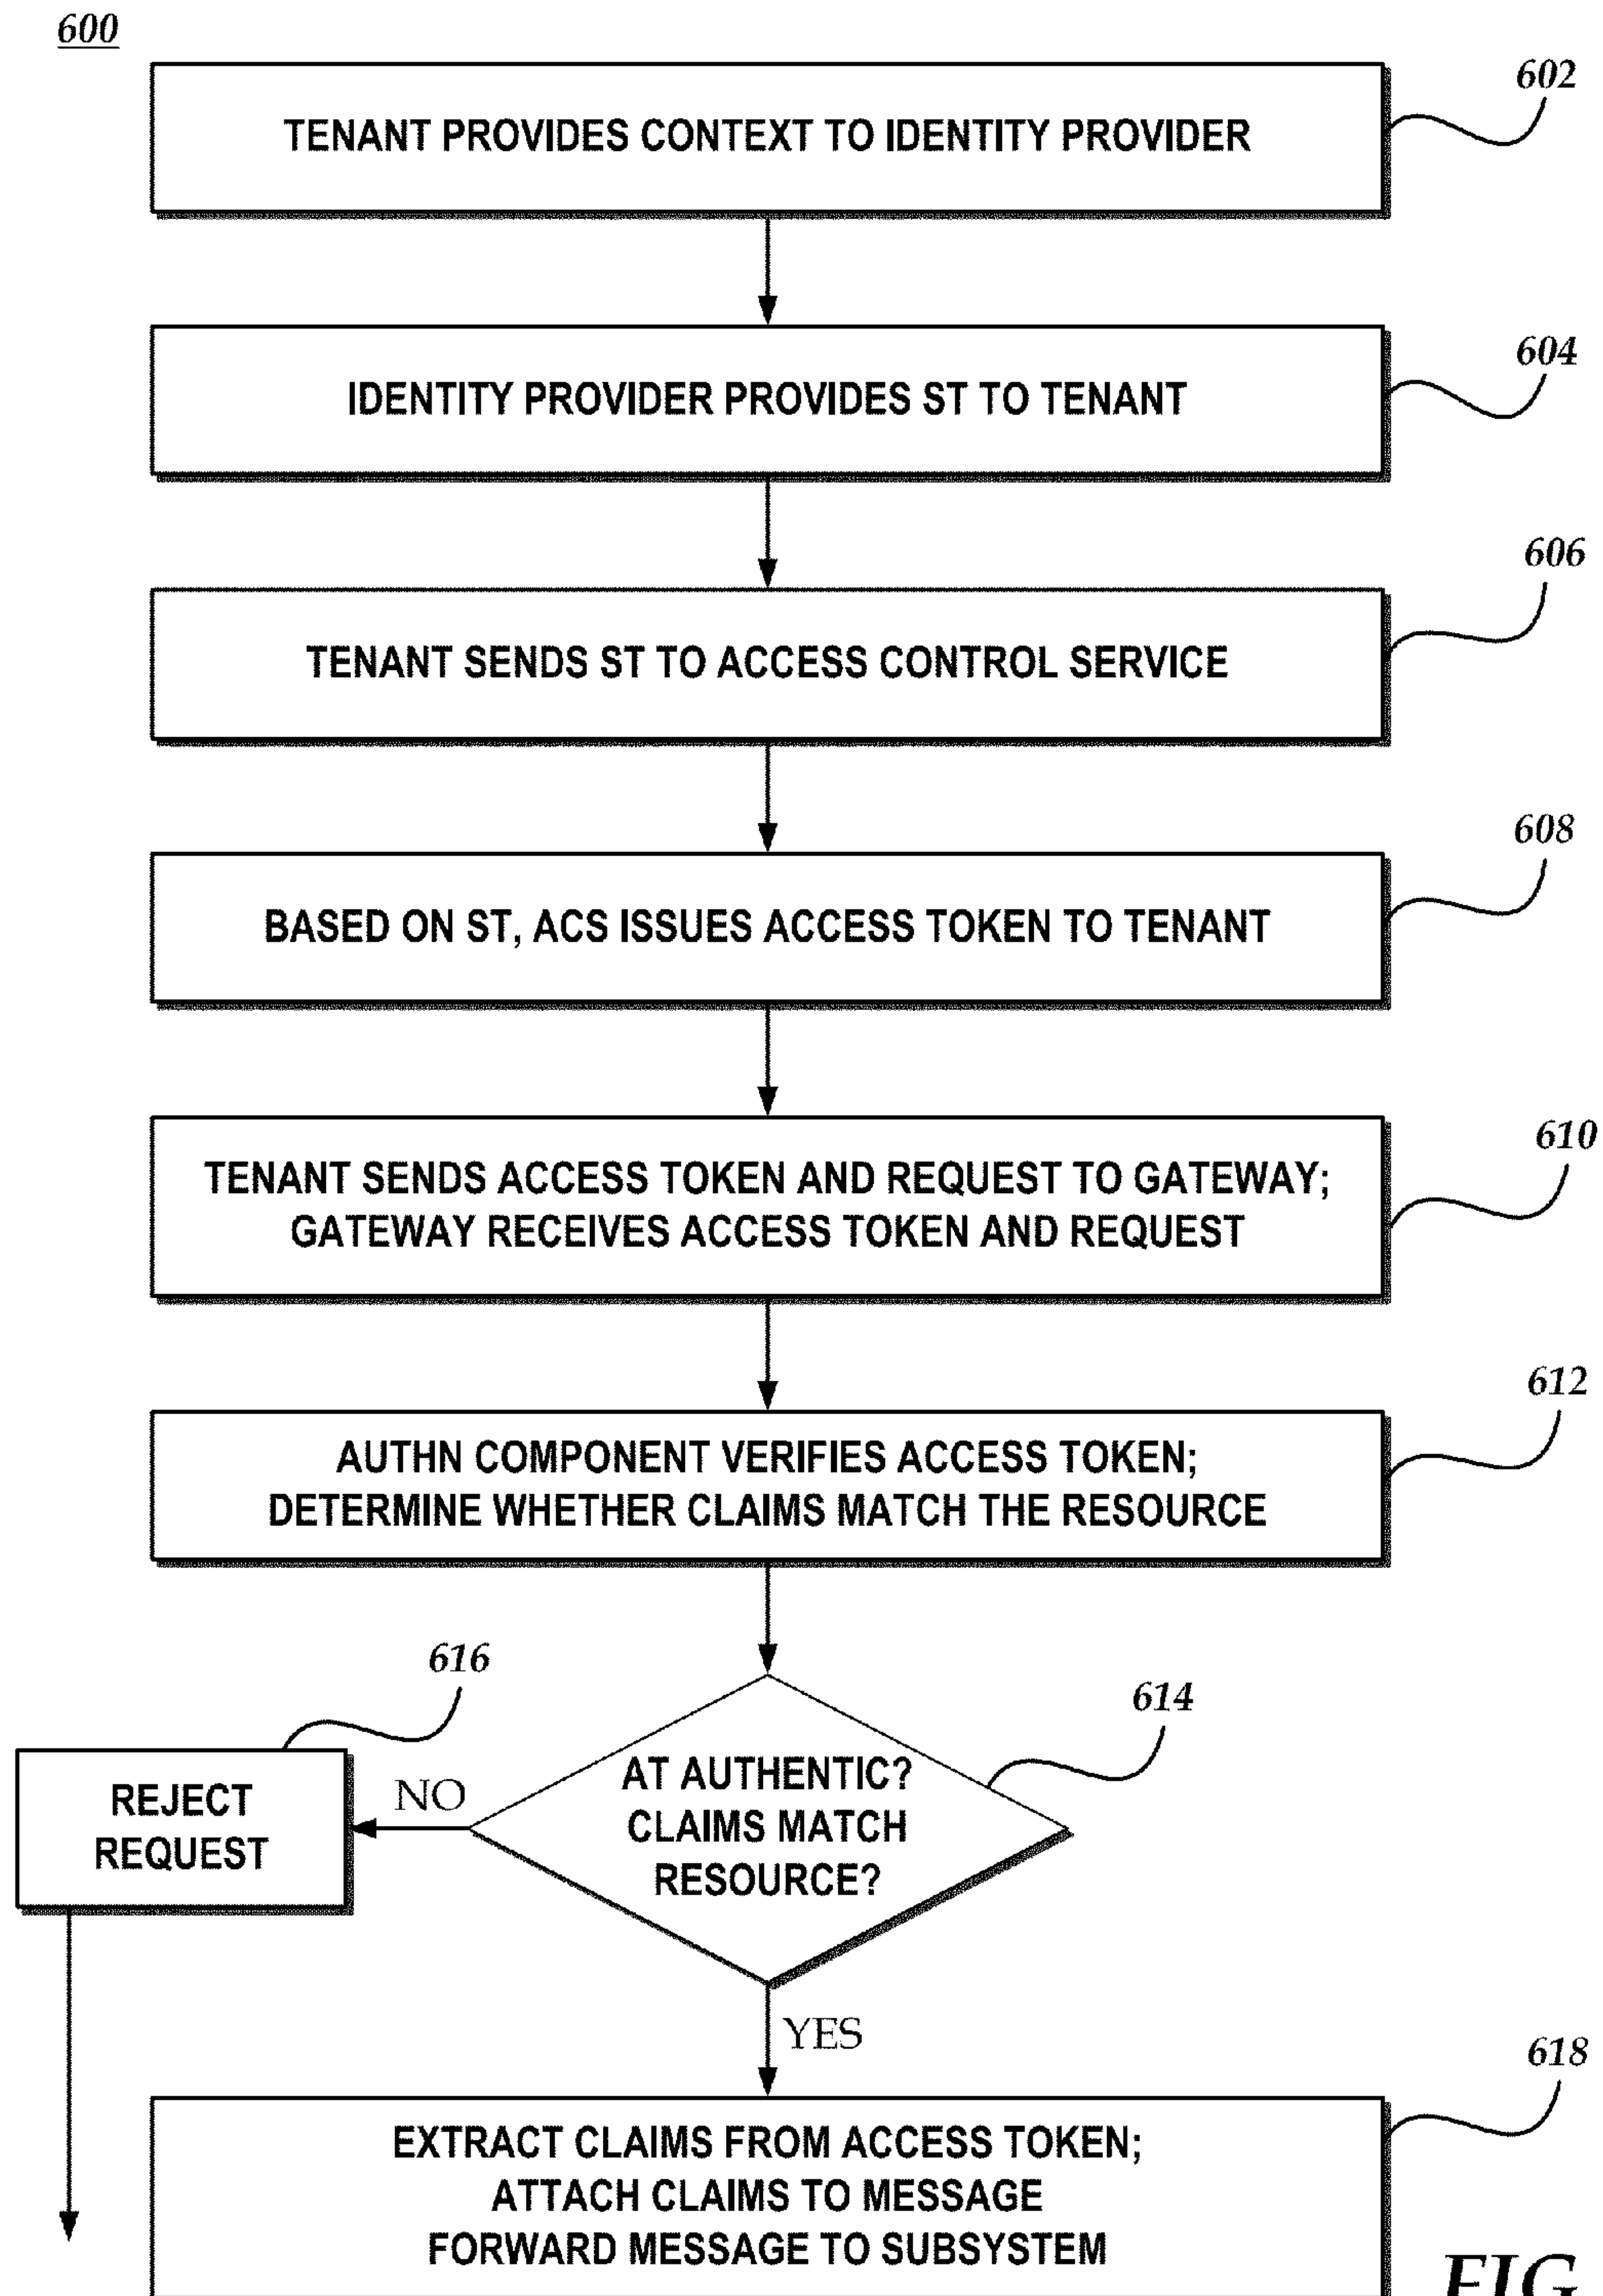 600
602
TENANT PROVIDES CONTEXT TO IDENTITY PROVIDER
604
IDENTITY PROVIDER PROVIDES ST TO TENANT
606
TENANT SENDS ST TO ACCESS CONTROL SERVICE
608
BASED ON ST, ACS ISSUES ACCESS TOKEN TO TENANT
610
TENANT SENDS ACCESS TOKEN AND REQUEST TO GATEWAY;
GATEWAY RECEIVES ACCESS TOKEN AND REQUEST
612
AUTHN COMPONENT VERIFIES ACCESS TOKEN;
DETERMINE WHETHER CLAIMS MATCH THE RESOURCE
616
614
AT AUTHENTIC?
CLAIMS MATCH
RESOURCE?
NO
REJECT
REQUEST
YES
618
EXTRACT CLAIMS FROM ACCESS TOKEN;
ATTACH CLAIMS TO MESSAGE
FORWARD MESSAGE TO SUBSYSTEM
FIG